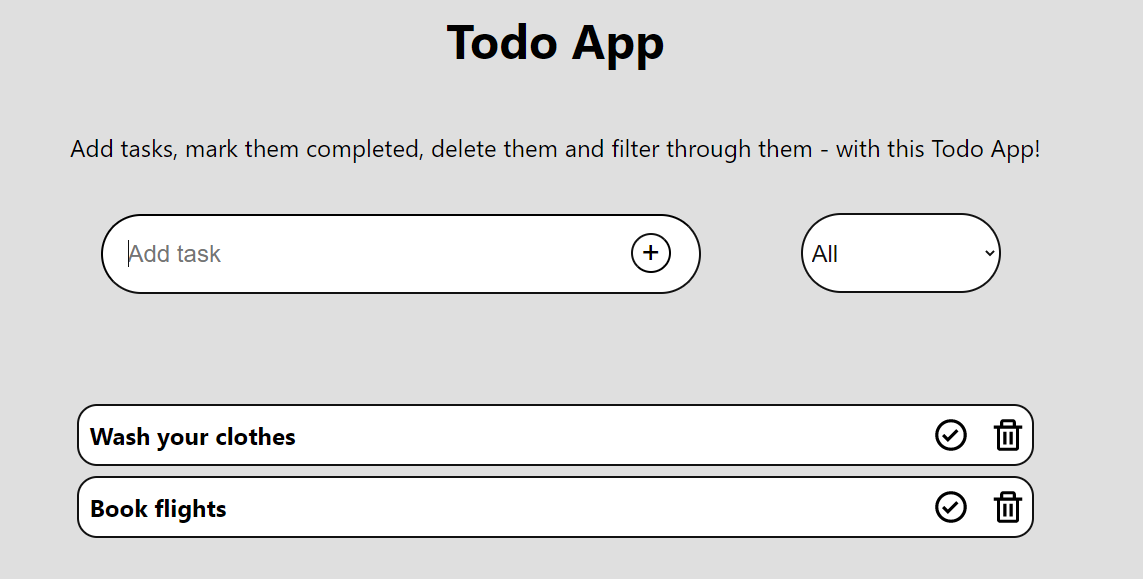 Todo App
Add tasks, mark them completed, delete them and filter through them - with this Todo App!
Add task
All
Wash your clothes
Book flights